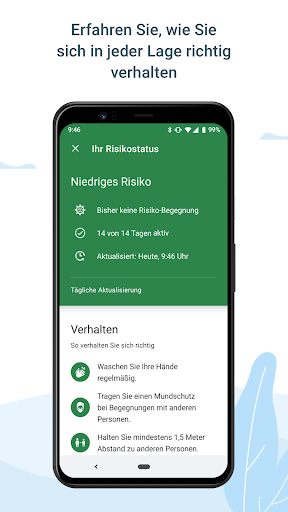 Erfahren Sie, wie Sie
sich in jeder Lage richtig
verhalten
9:46
99%
Ihr Risikostatus
Niedriges Risiko
Bisher keine Risiko-Begegnung
14 von 14 Tagen aktiv
Aktualisiert: Heute, 9:46 Uhr
Tägliche Aktualisierung
Verhalten
So verhalten Sie sich richtig
Waschen Sie Ihre Hände
regelmäßig.
Tragen Sie einen Mundschutz
bei Begegnungen mit anderen
Personen.
Halten Sie mindestens 1,5 Meter
Abstand zu anderen Personen.